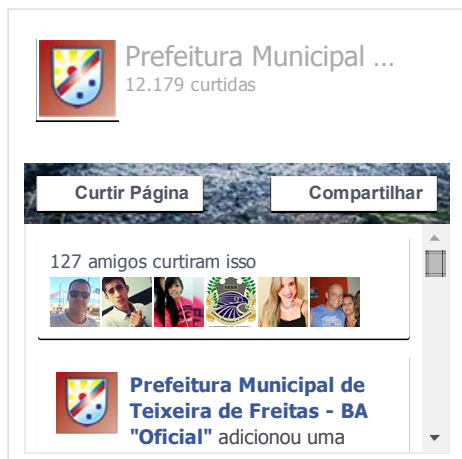 Prefeitura Municipal ...
12.179 curtidas
Curtir Página
Compartilhar
127 amigos curtiram isso
Prefeitura Municipal de
Teixeira de Freitas - BA
"Oficial" adicionou uma